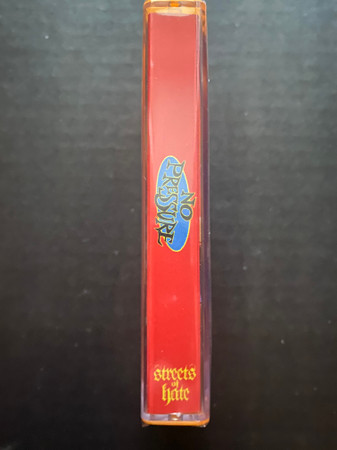 NO
PRESSURE
streets
of
hate